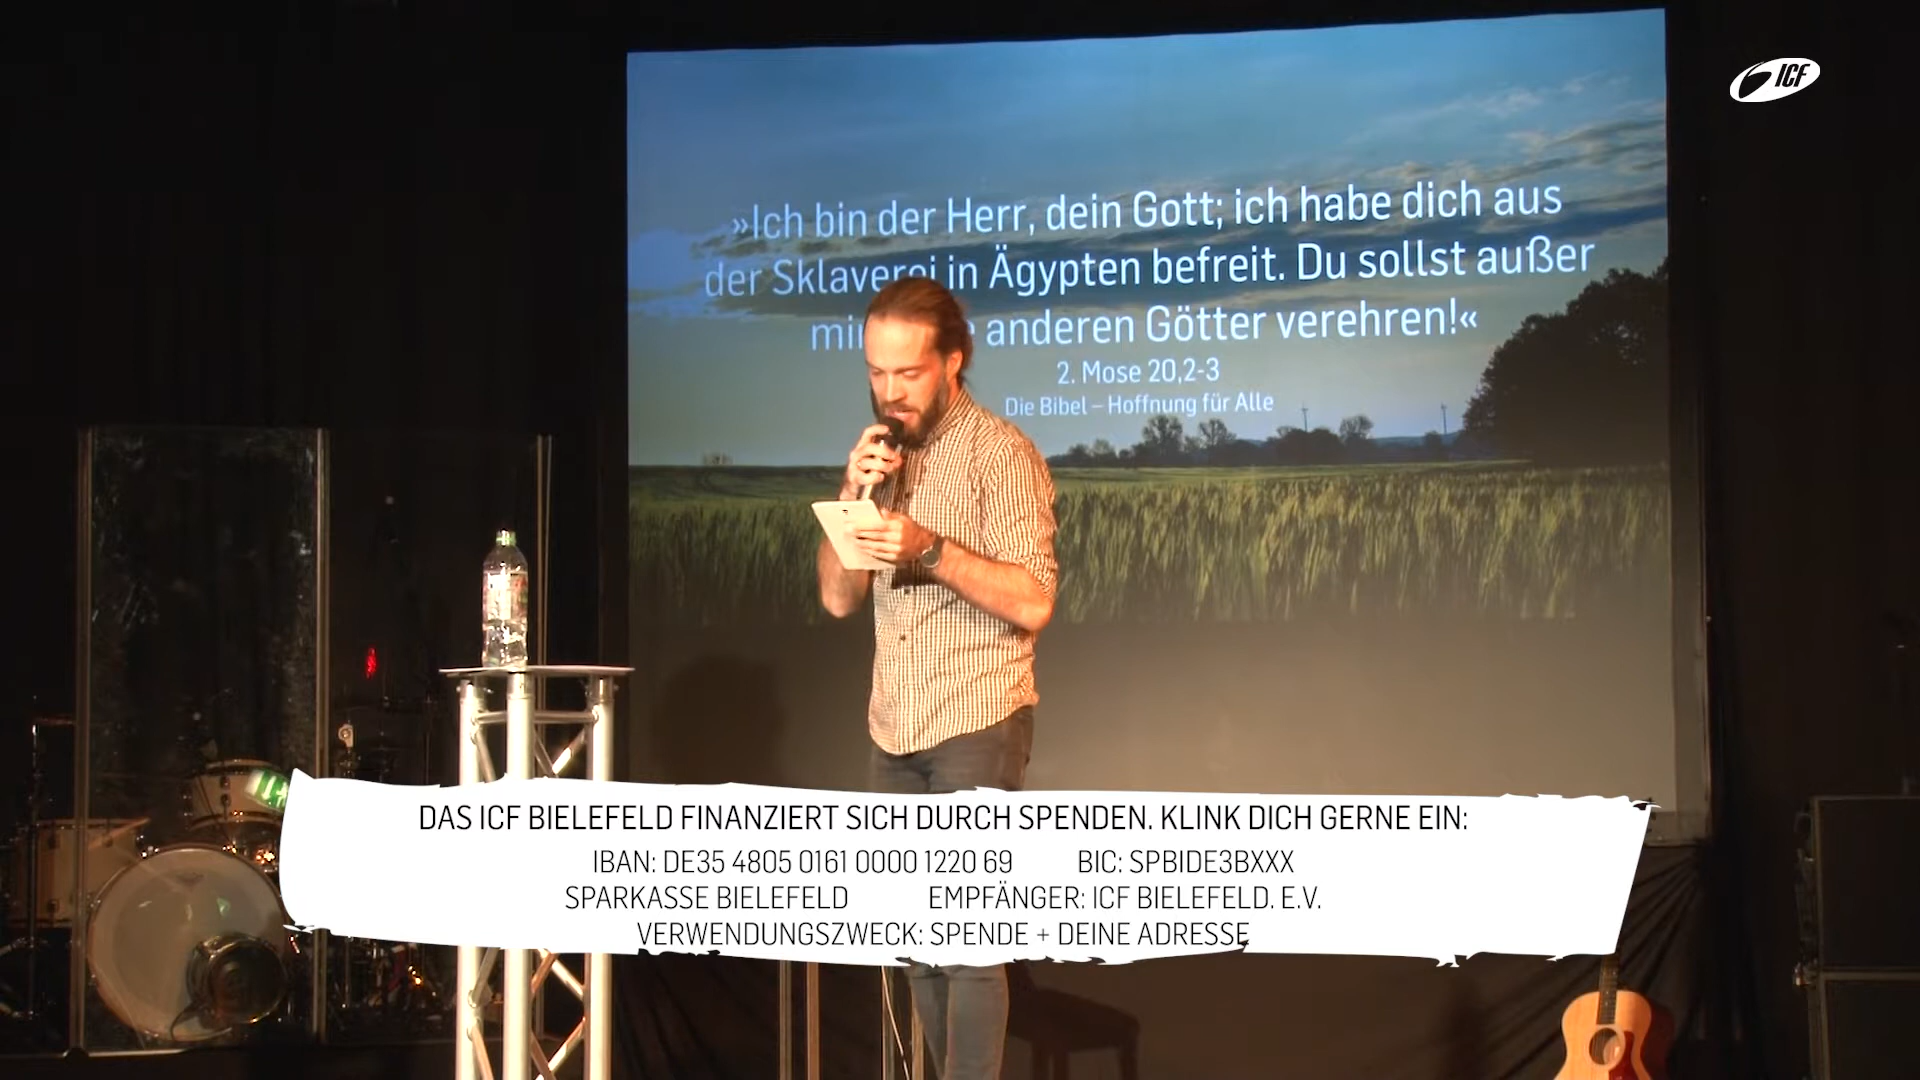 ICF
»Ich bin der Herr, dein Gott; ich habe dich aus
der Sklaverei in Ägypten befreit. Du sollst außer
anderen Götter verehren!«
2. Mose 20,2-3
Die Bibel – Hoffnung für Alle
DAS ICF BIELEFELD FINANZIERT SICH DURCH SPENDEN. KLINK DICH GERNE EIN:
IBAN: DE35 4805 0161 0000 1220 69 BIC: SPBIDE3BXXX
SPARKASSE BIELEFELD EMPFÄNGER: ICF BIELEFELD. E.V.
VERWENDUNGSZWECK: SPENDE + DEINE ADRESSE